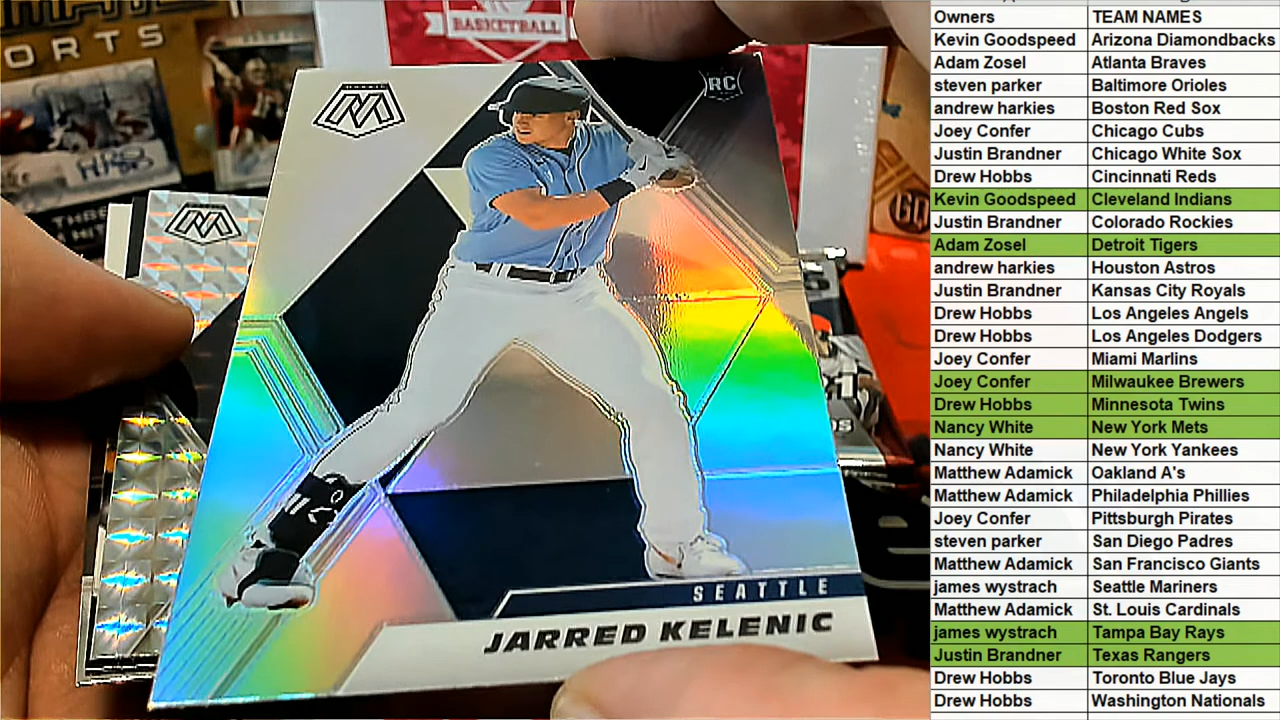 ORTS
BASKETBALL
RC
SEATTLE
JARRED KELENIC
Owners TEAM NAMES
Kevin Goodspeed Arizona Diamondbacks
Adam Zosel Atlanta Braves
steven parker Baltimore Orioles
andrew harkies Boston Red Sox
Joey Confer Chicago Cubs
Justin Brandner Chicago White Sox
Drew Hobbs Cincinnati Reds
Kevin Goodspeed Cleveland Indians
Justin Brandner Colorado Rockies
Adam Zosel Detroit Tigers
andrew harkies Houston Astros
Justin Brandner Kansas City Royals
Drew Hobbs Los Angeles Angels
Drew Hobbs Los Angeles Dodgers
Joey Confer Miami Marlins
Joey Confer Milwaukee Brewers
Drew Hobbs Minnesota Twins
Nancy White New York Mets
Nancy White New York Yankees
Matthew Adamick Oakland A's
Matthew Adamick Philadelphia Phillies
Joey Confer Pittsburgh Pirates
steven parker San Diego Padres
Matthew Adamick San Francisco Giants
james wystrach Seattle Mariners
Matthew Adamick St. Louis Cardinals
james wystrach Tampa Bay Rays
Justin Brandner Texas Rangers
Drew Hobbs Toronto Blue Jays
Drew Hobbs Washington Nationals